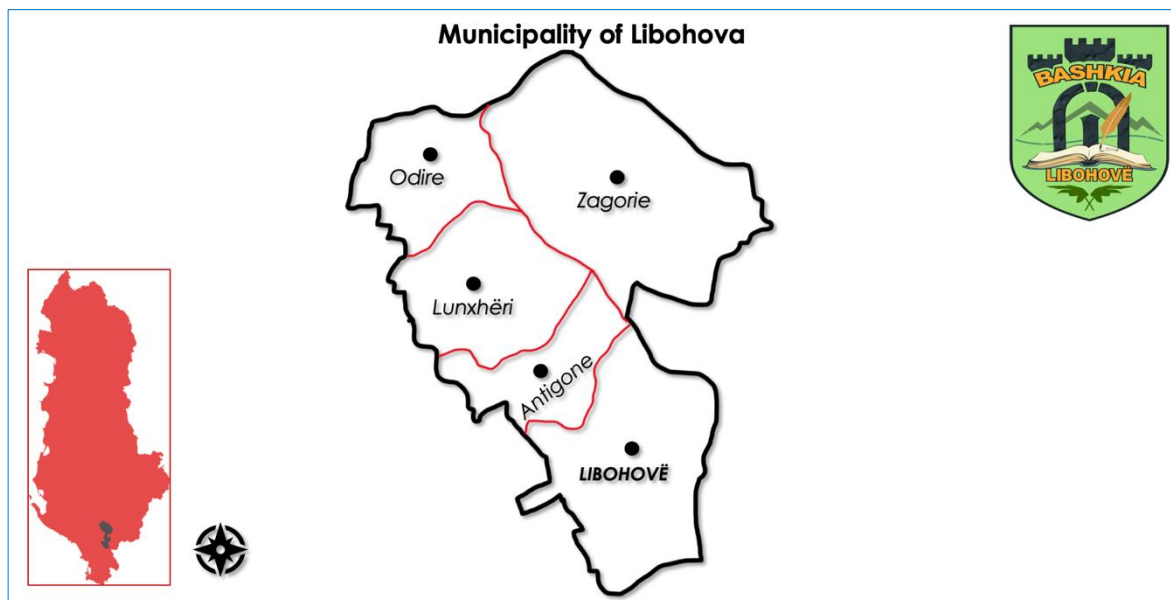 Municipality of Libohova
BASHKIA
LIBOHOVË
Odire
Zagorie
Lunxhëri
Antigone
LIBOHOVË